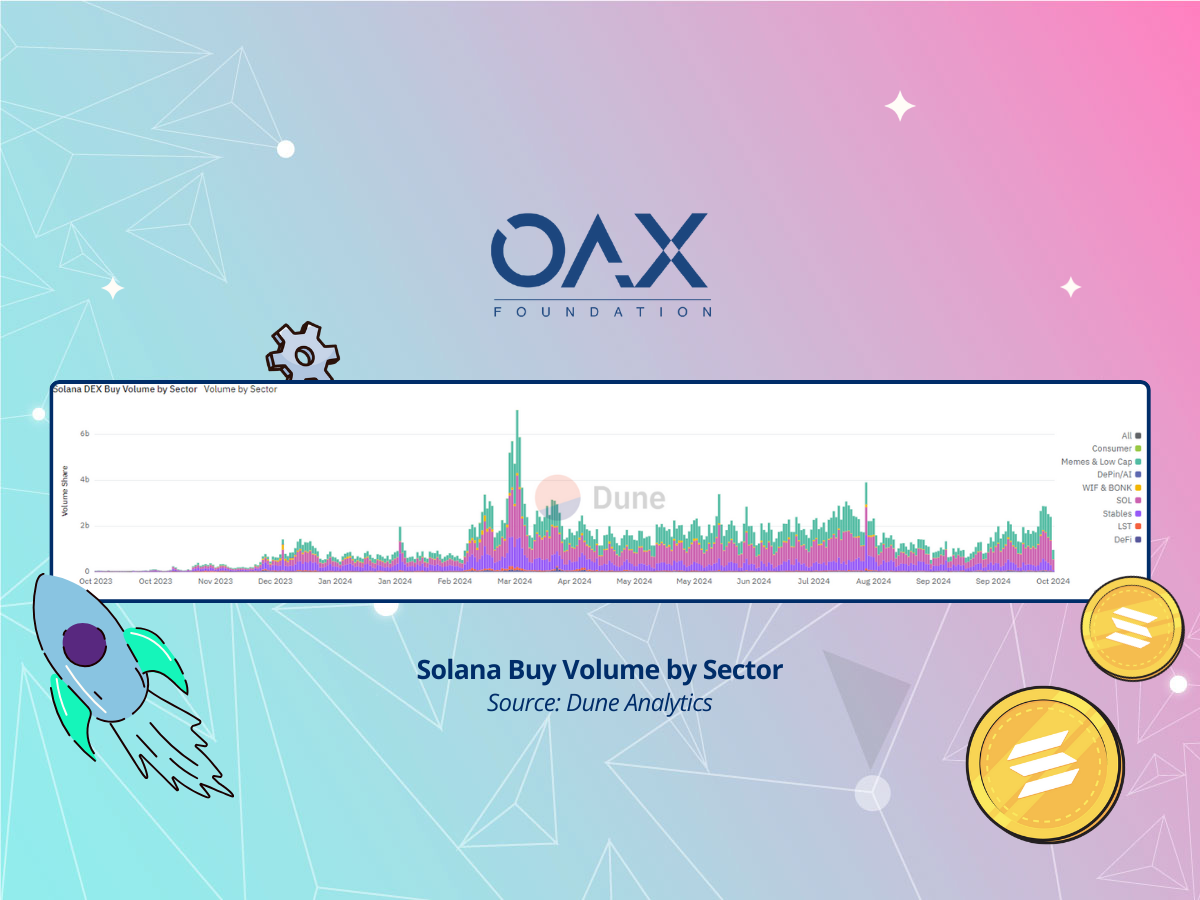 OAX
FOUNDATION
Solana DEX Buy Volume by Sector Volume by Sector
Volume Share
6b
4b
2b
0
Dune
All
Consumer
Memes & Low Cap
DePin/AI
WIF & BONK
SOL
Stables
LST
DeFi
Oct 2023 Oct 2023 Nov 2023 Dec 2023 Jan 2024 Jan 2024 Feb 2024 Mar 2024 Apr 2024 May 2024 May 2024 Jun 2024 Jul 2024 Aug 2024 Sep 2024 Sep 2024 Oct 2024
Solana Buy Volume by Sector
Source: Dune Analytics